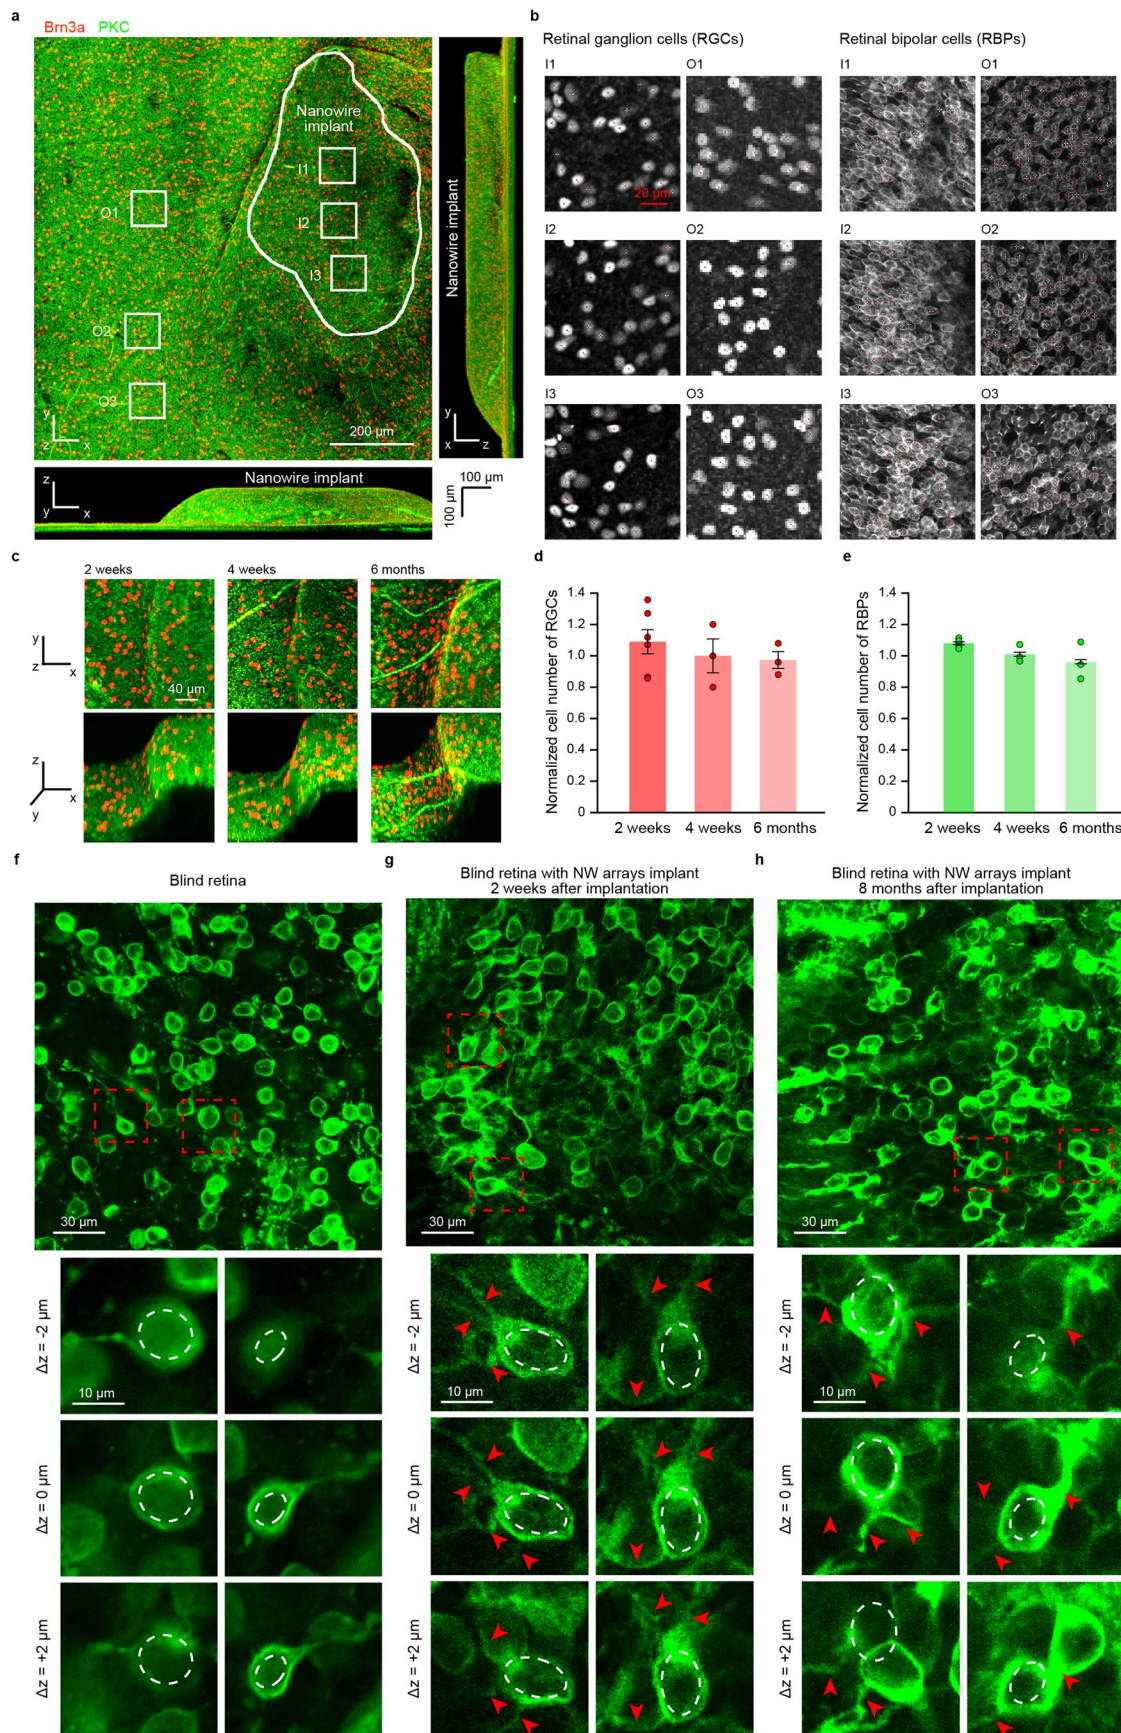 a
Brn3a PKC
Nanowire
implant
I1
I2
I3
O1
O2
O3
y
z x
200 µm
Nanowire implant
y
x z
Nanowire implant
z
y x
100 µm
100 µm
b
Retinal ganglion cells (RGCs)
Retinal bipolar cells (RBPs)
I1 O1 I1 O1
20 µm
I2 O2 I2 O2
I3 O3 I3 O3
c
2 weeks 4 weeks 6 months
y
z x
40 µm
z
x
y
d
Normalized cell number of RGCs
1.4
1.2
1.0
0.8
0.6
0.4
0.2
0
2 weeks 4 weeks 6 months
e
Normalized cell number of RBPs
1.4
1.2
1.0
0.8
0.6
0.4
0.2
0
2 weeks 4 weeks 6 months
f
Blind retina
30 µm
Δz = -2 µm
10 µm
Δz = 0 µm
Δz = +2 µm
g
Blind retina with NW arrays implant
2 weeks after implantation
30 µm
Δz = -2 µm
10 µm
Δz = 0 µm
Δz = +2 µm
h
Blind retina with NW arrays implant
8 months after implantation
30 µm
Δz = -2 µm
10 µm
Δz = 0 µm
Δz = +2 µm